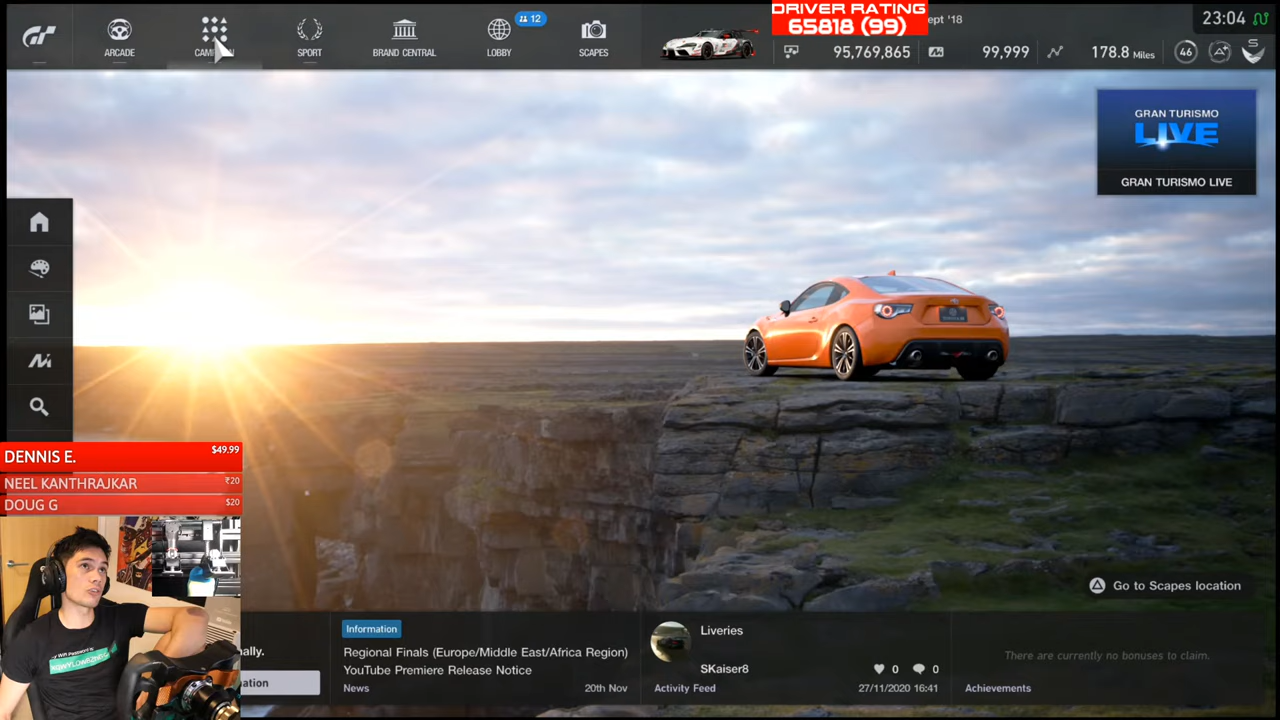 ARCADE
SPORT
BRAND CENTRAL
LOBBY
12
SCAPES
DRIVER RATING
65818 (99)
ept '18
95,769,865
99,999
178.8 Miles
46
S
23:04
GRAN TURISMO
LIVE
GRAN TURISMO LIVE
DENNIS E.
$49.99
NEEL KANTHRAJKAR
₹20
DOUG G
$20
Go to Scapes location
ally.
ation
Information
Regional Finals (Europe/Middle East/Africa Region)
YouTube Premiere Release Notice
News
20th Nov
Liveries
SKaiser8
0
0
Activity Feed
27/11/2020 16:41
There are currently no bonuses to claim.
Achievements